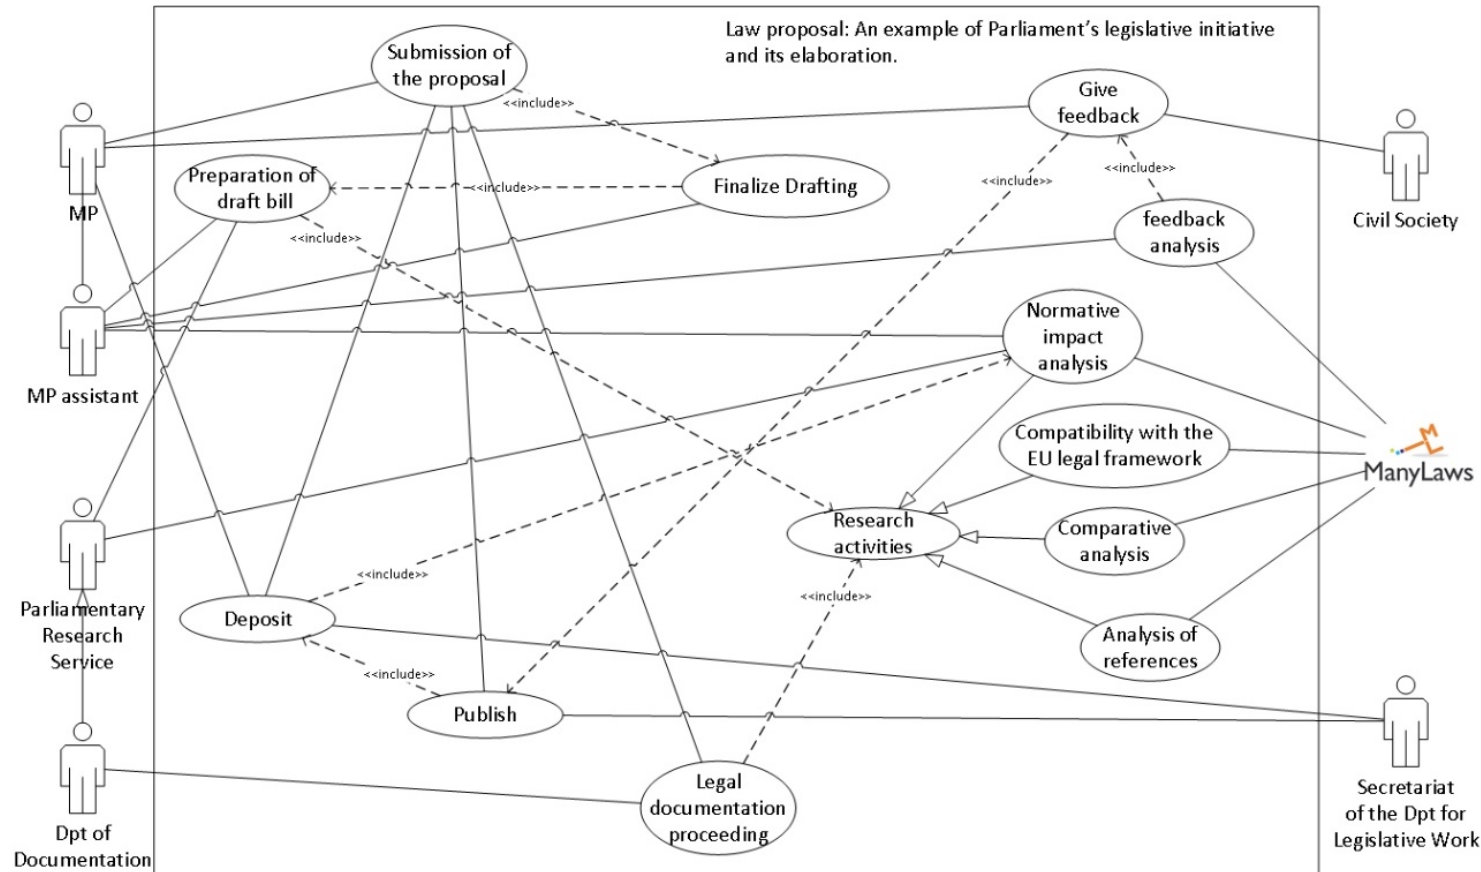 Law proposal: An example of Parliament's legislative initiative
and its elaboration.
Submission of
the proposal
<<include>>
Give
feedback
MP
Preparation of
draft bill
<<include>>
Finalize Drafting
<<include>>
<<include>>
Civil Society
<<include>>
feedback
analysis
MP assistant
Normative
impact
analysis
Compatibility with the
EU legal framework
ManyLaws
Research
activities
Comparative
analysis
<<include>>
<<include>>
Parliamentary
Research
Service
Deposit
Analysis of
references
<<include>>
Publish
Legal
documentation
proceeding
Dpt of
Documentation
Secretariat
of the Dpt for
Legislative Work